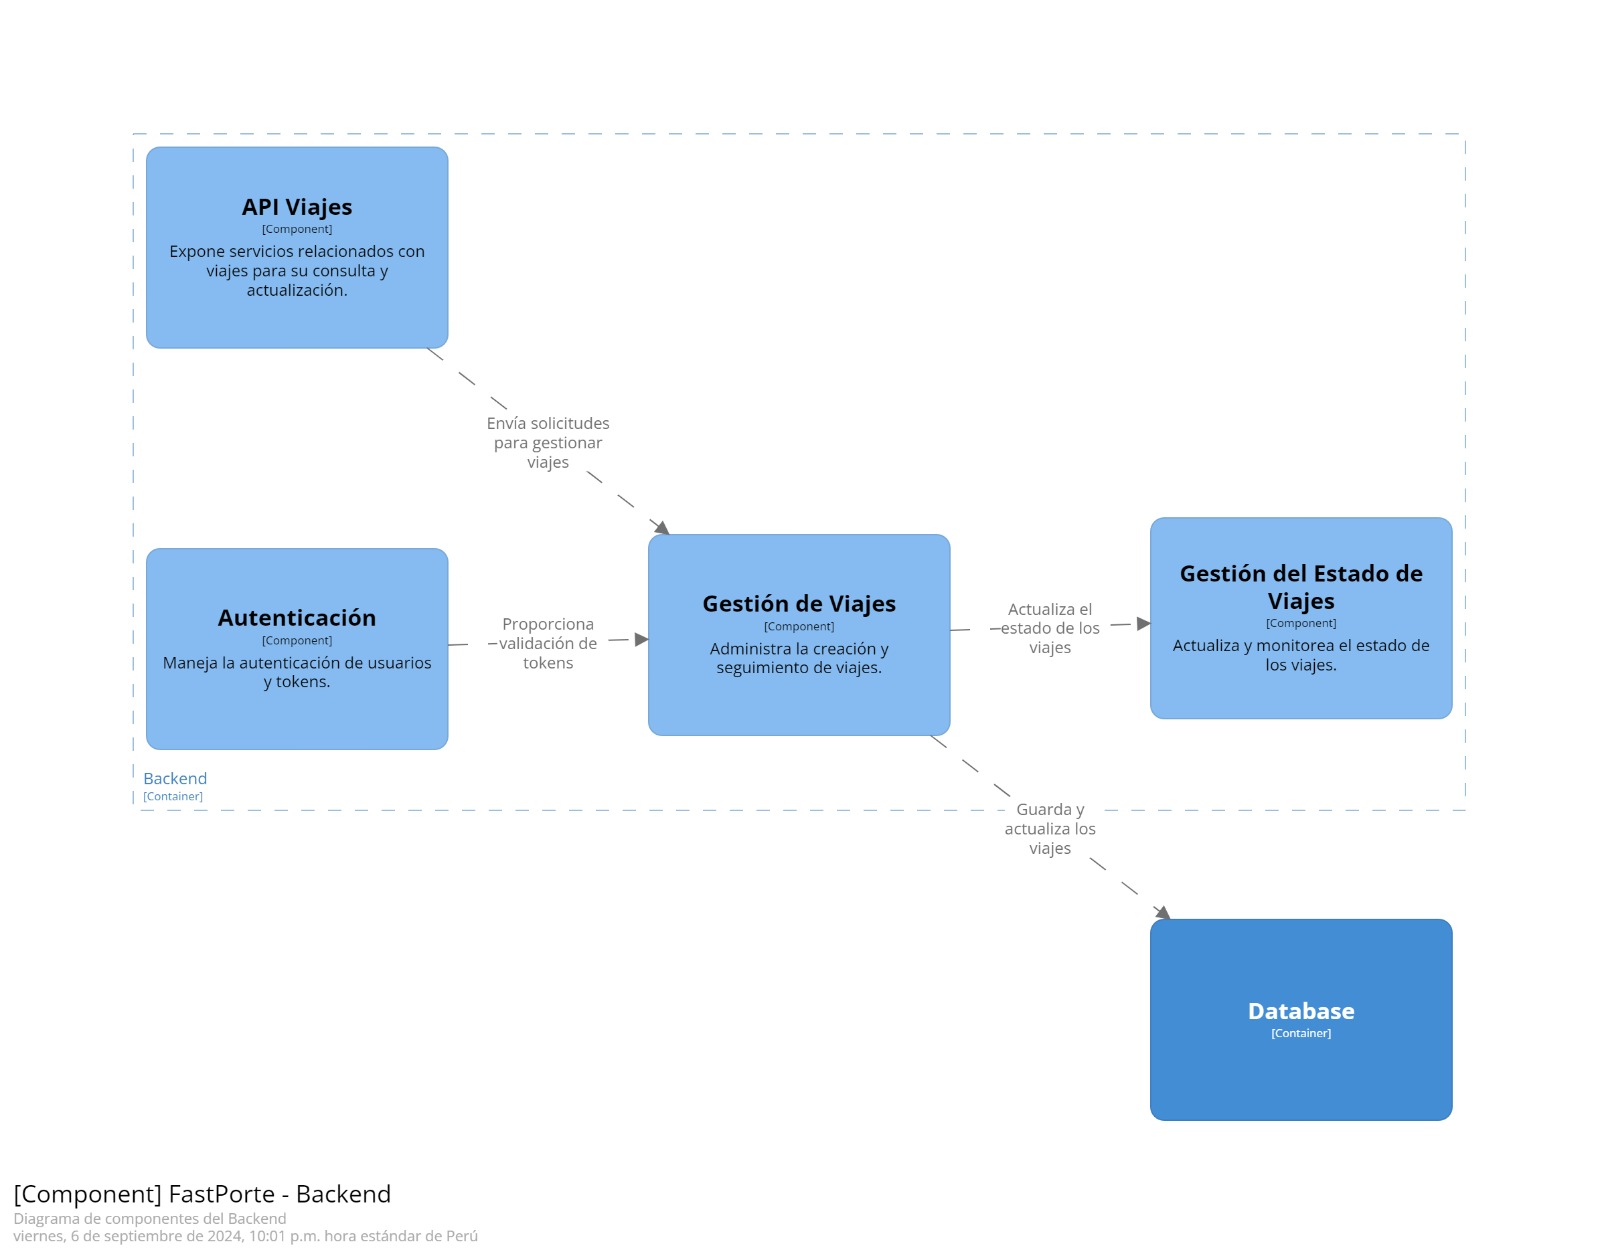 API Viajes
[Component]
Expone servicios relacionados con
viajes para su consulta y
actualización.
Envía solicitudes
para gestionar
viajes
Autenticación
[Component]
Maneja la autenticación de usuarios
y tokens.
Proporciona
validación de
tokens
Gestión de Viajes
[Component]
Administra la creación y
seguimiento de viajes.
Actualiza el
estado de los
viajes
Gestión del Estado de
Viajes
[Component]
Actualiza y monitorea el estado de
los viajes.
Backend
[Container]
Guarda y
actualiza los
viajes
Database
[Container]
[Component] FastPorte - Backend
Diagrama de componentes del Backend
viernes, 6 de septiembre de 2024, 10:01 p.m. hora estándar de Perú